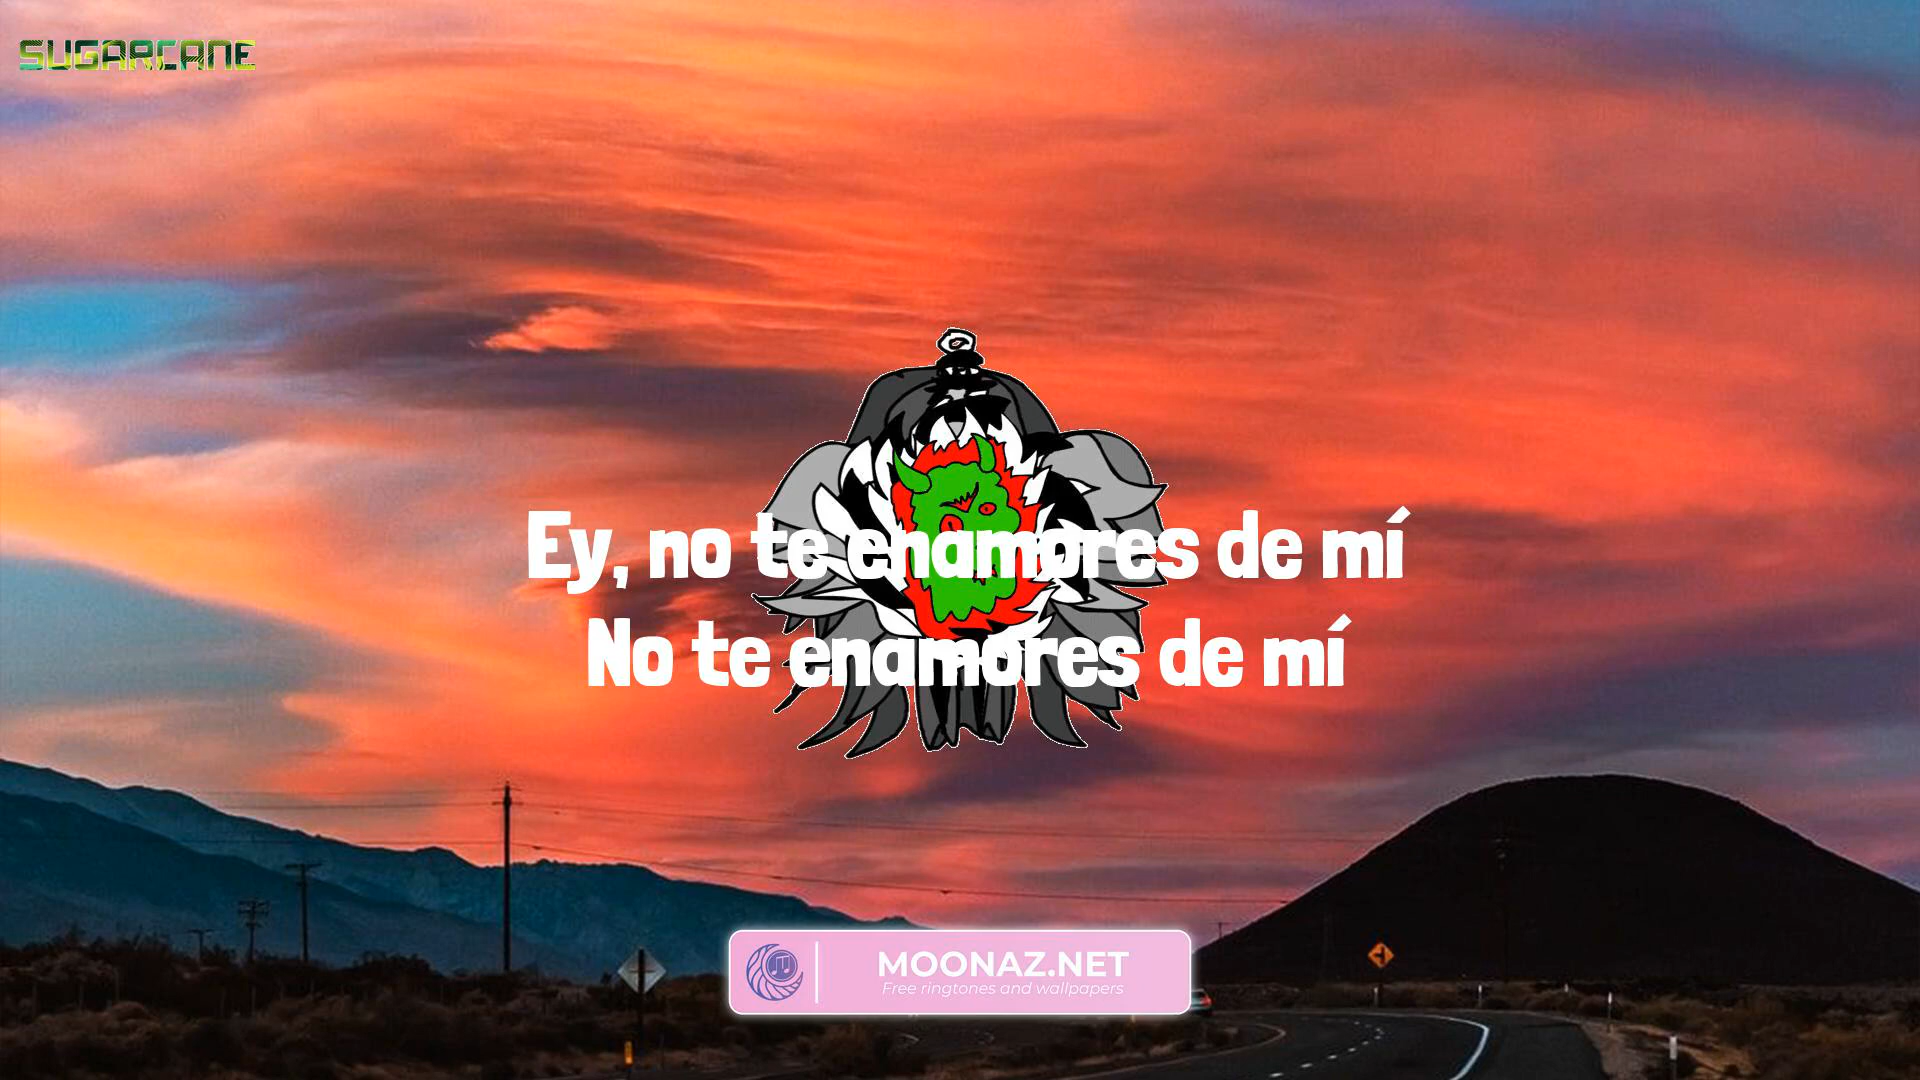 SUGARCANE
Ey, no te enamores de mí
No te enamores de mí
MOONAZ.NET
Free ringtones and wallpapers